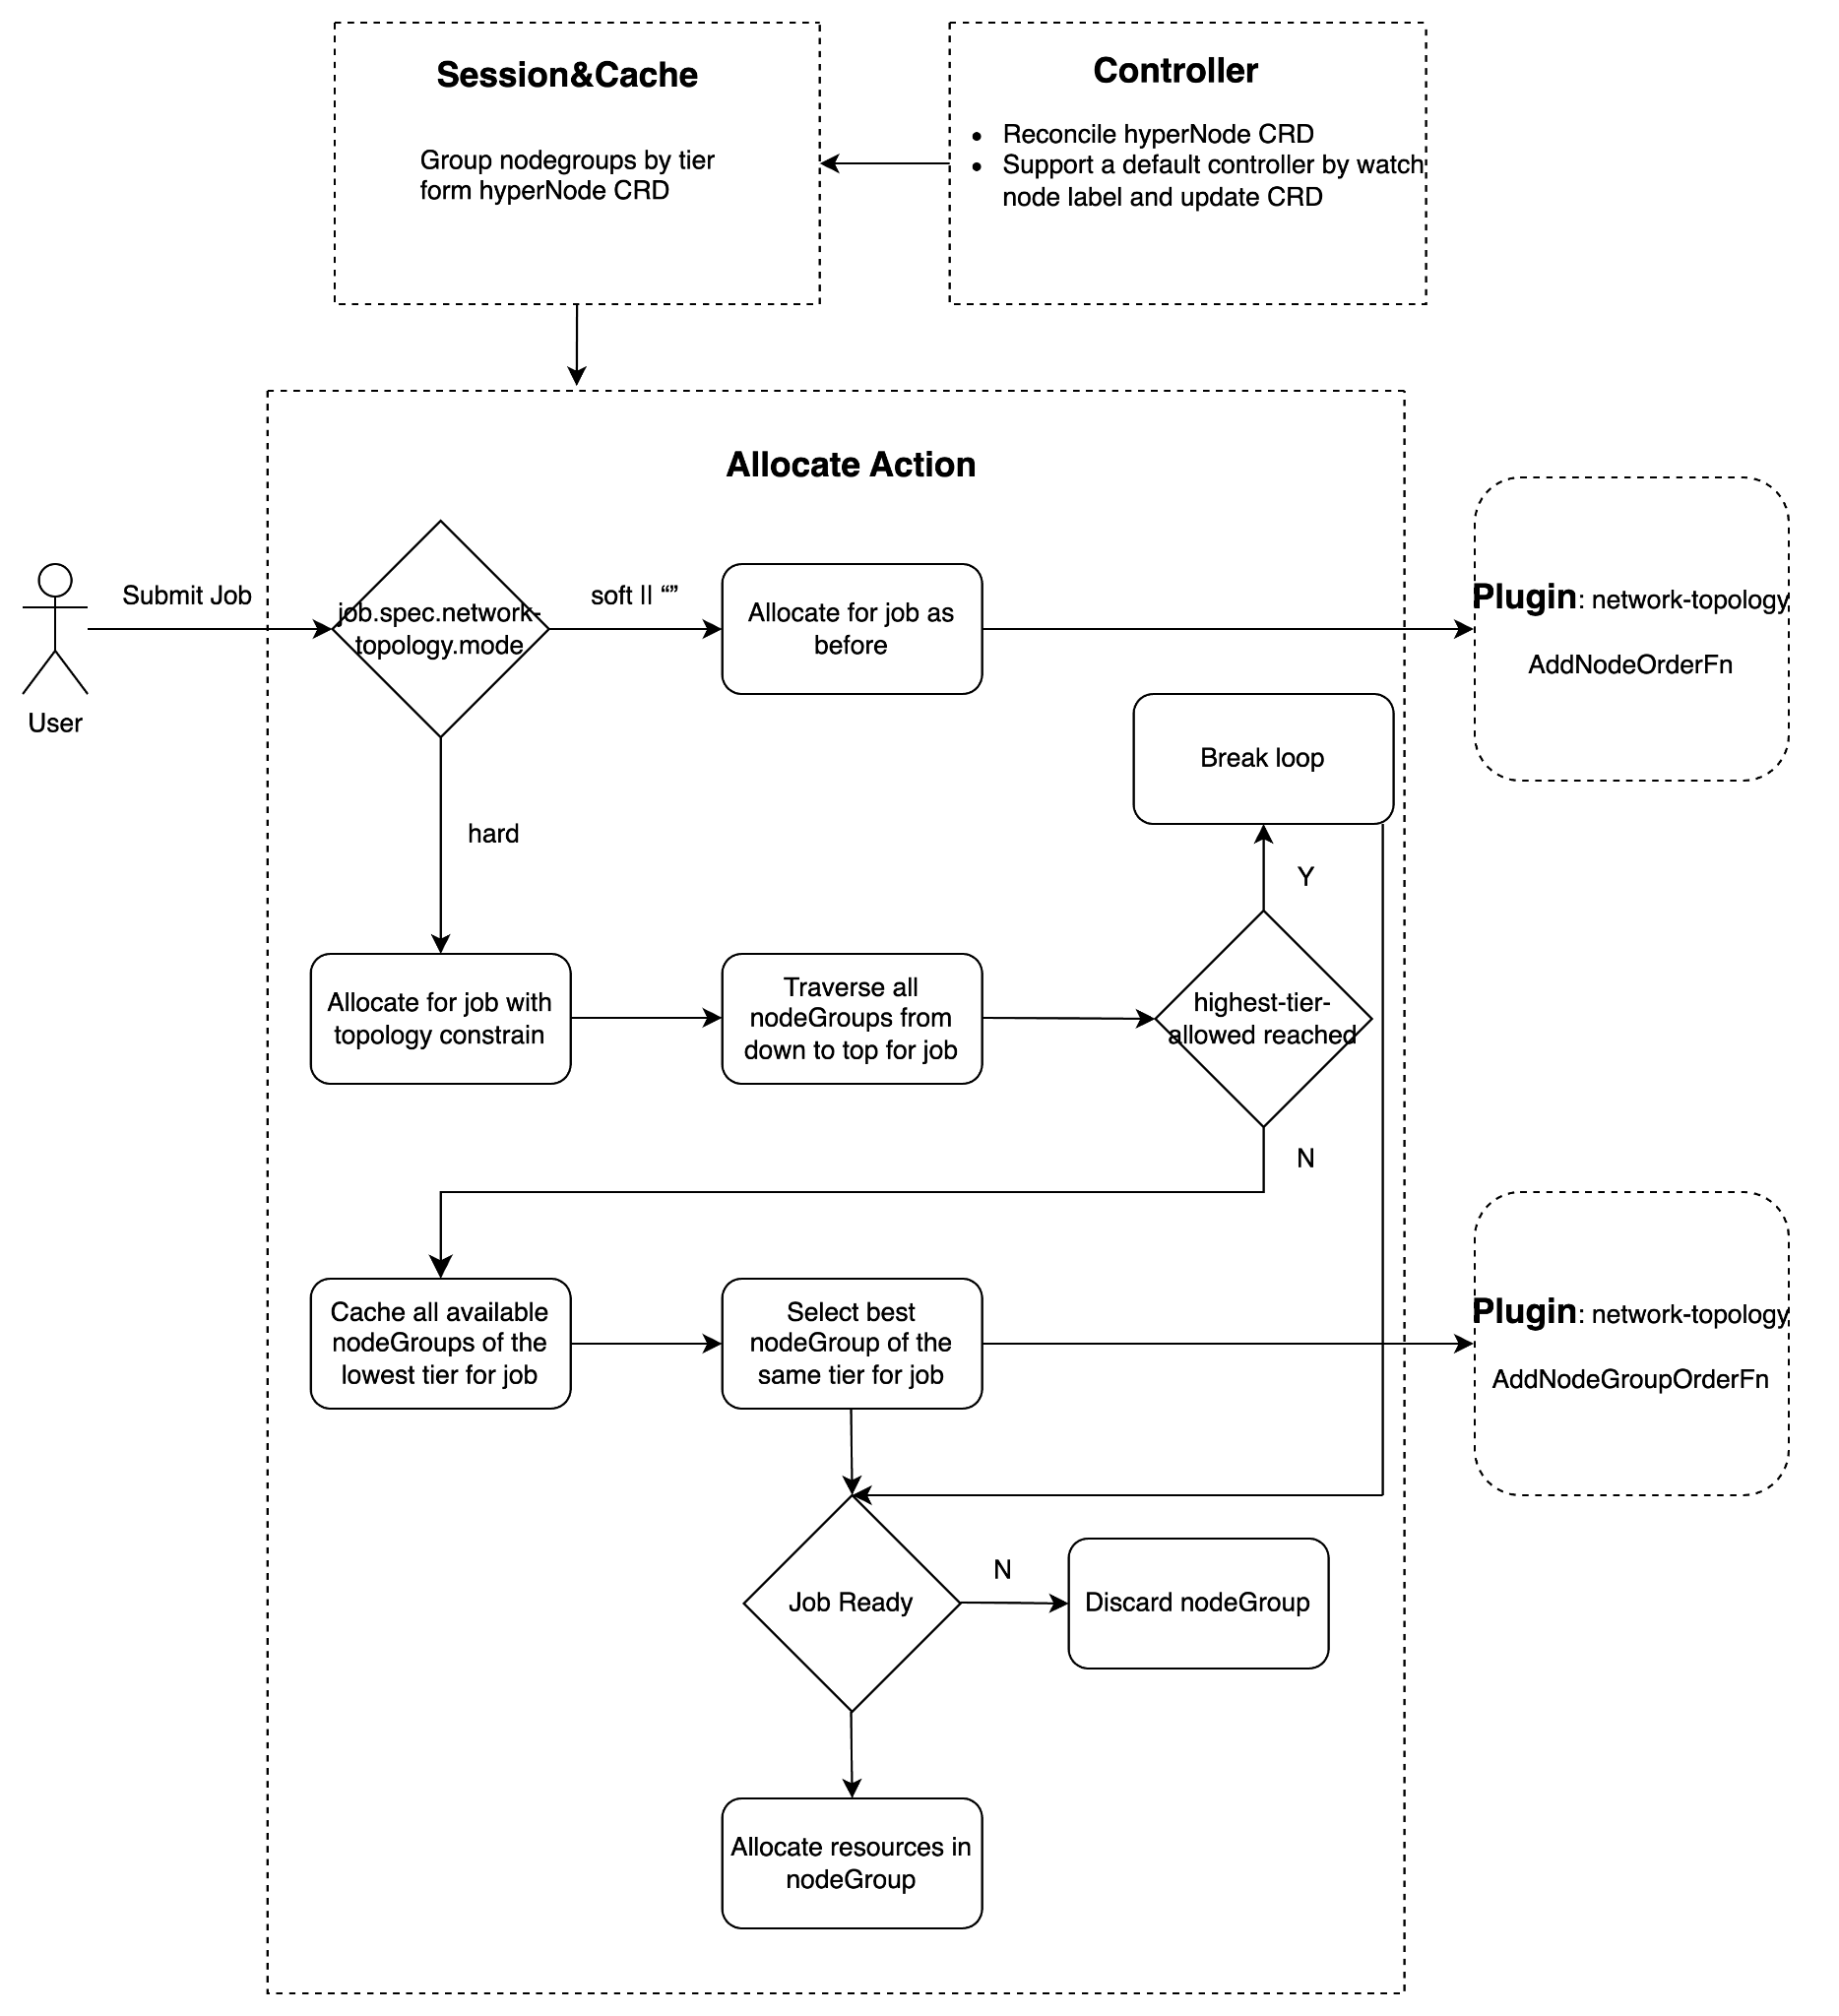 Session&Cache
Group nodegroups by tier
form hyperNode CRD
Controller
• Reconcile hyperNode CRD
• Support a default controller by watch
node label and update CRD
Allocate Action
User
Submit Job
job.spec.network-
topology.mode
soft || “”
Allocate for job as
before
Plugin: network-topology
AddNodeOrderFn
Break loop
hard
Y
Allocate for job with
topology constrain
Traverse all
nodeGroups from
down to top for job
highest-tier-
allowed reached
N
Cache all available
nodeGroups of the
lowest tier for job
Select best
nodeGroup of the
same tier for job
Plugin: network-topology
AddNodeGroupOrderFn
Job Ready
N
Discard nodeGroup
Allocate resources in
nodeGroup